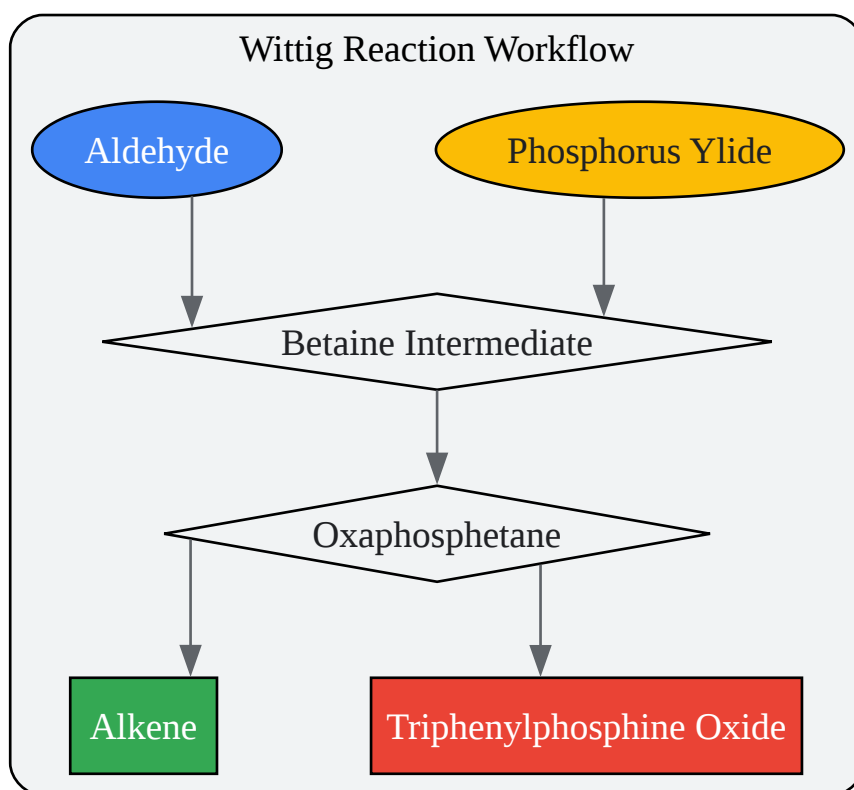 Wittig Reaction Workflow
Aldehyde
Phosphorus Ylide
Betaine Intermediate
Oxaphosphetane
Alkene
Triphenylphosphine Oxide